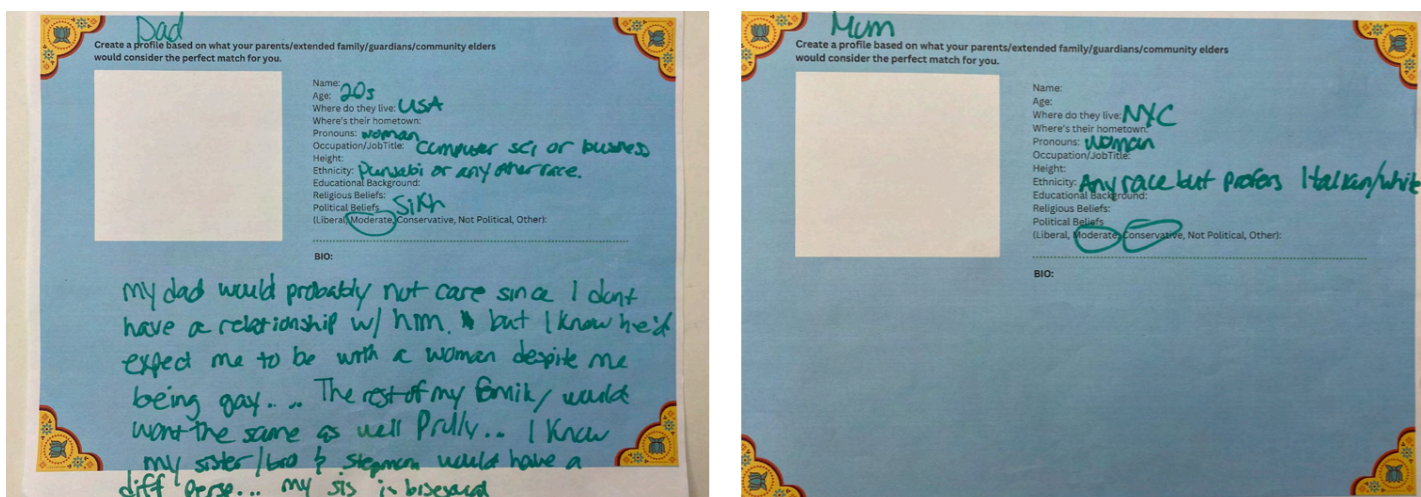 Dad
Create a profile based on what your parents/extended family/guardians/community elders
would consider the perfect match for you.
Name:
Age: 20s
Where do they live: USA
Where's their hometown:
Pronouns: woman
Occupation/JobTitle: Computer sci or business
Height:
Ethnicity: Punjabi or any other race.
Educational Background:
Religious Beliefs:
Political Beliefs Sikh
(Liberal, Moderate, Conservative, Not Political, Other):
BIO:
my dad would probably not care since I dont
have a relationship w/ him. but I know he'd
expect me to be with a woman despite me
being gay... The rest of my family would
want the same as well Prolly.. I know
my sister/bro & stepmom would have a
diff persp... my sis is bisexual
Mum
Create a profile based on what your parents/extended family/guardians/community elders
would consider the perfect match for you.
Name:
Age:
Where do they live: NYC
Where's their hometown:
Pronouns: woman
Occupation/JobTitle:
Height:
Ethnicity: Any race but prefers Italian/white
Educational Background:
Religious Beliefs:
Political Beliefs
(Liberal, Moderate, Conservative, Not Political, Other):
BIO: